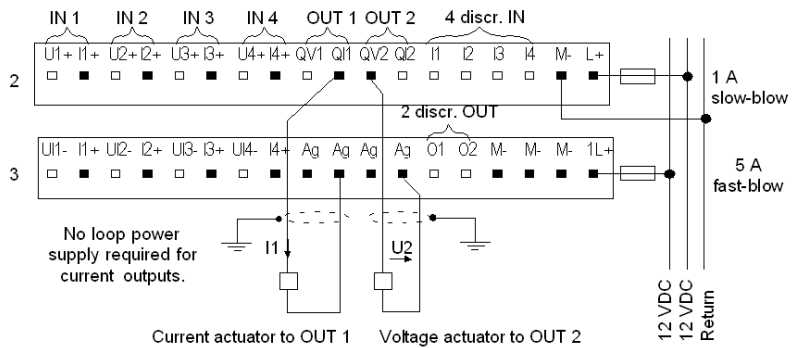 IN 1 IN 2 IN 3 IN 4 OUT 1 OUT 2 4 discr. IN
U1+ I1+ U2+ I2+ U3+ I3+ U4+ I4+ QV1 QI1 QV2 QI2 I1 I2 I3 I4 M- L+
2
1 A
slow-blow
2 discr. OUT
UI1- I1+ UI2- I2+ UI3- I3+ UI4- I4+ Ag Ag Ag Ag O1 O2 M- M- M- 1L+
3
5 A
fast-blow
No loop power
supply required for
current outputs.
I1 U2
12 VDC
12 VDC
Return
Current actuator to OUT 1 Voltage actuator to OUT 2